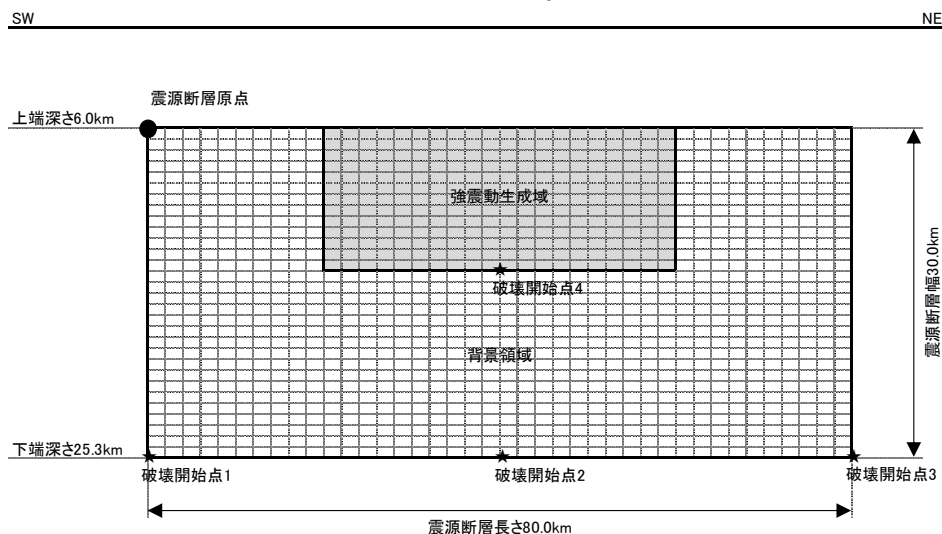 SW
NE
震源断層原点
上端深さ6.0km
強震動生成域
破壊開始点4
震源断層幅30.0km
背景領域
下端深さ25.3km
破壊開始点1
破壊開始点2
破壊開始点3
震源断層長さ80.0km